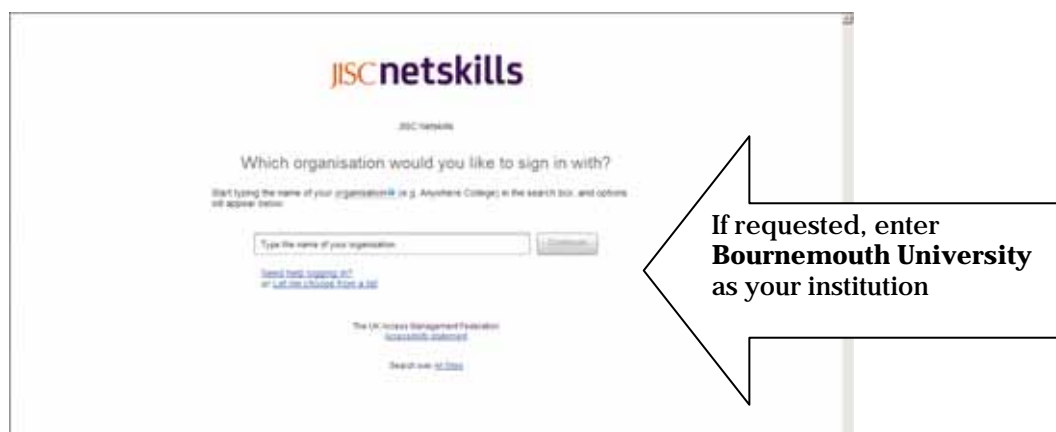 JISC netskills
JISC Netskills
Which organisation would you like to sign in with?
Start typing the name of your organisation (e.g. Anywhere College) in the search box, and options
will appear below
Type the name of your organisation
Continue
Need help logging in?
or Let me choose from a list
The UK Access Management Federation
Accessibility statement
Search over All Sites
If requested, enter
Bournemouth University
as your institution